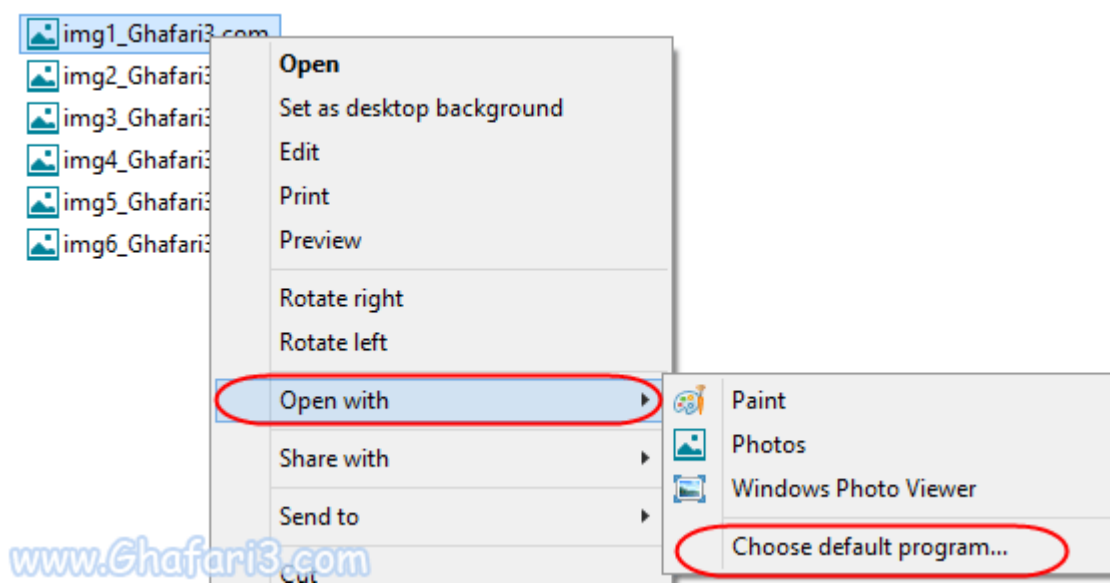 img1_Ghafari3.com
img2_Ghafari3
img3_Ghafari3
img4_Ghafari3
img5_Ghafari3
img6_Ghafari3
Open
Set as desktop background
Edit
Print
Preview
Rotate right
Rotate left
Open with
Share with
Send to
Cut
Paint
Photos
Windows Photo Viewer
Choose default program...
www.Ghafari3.com